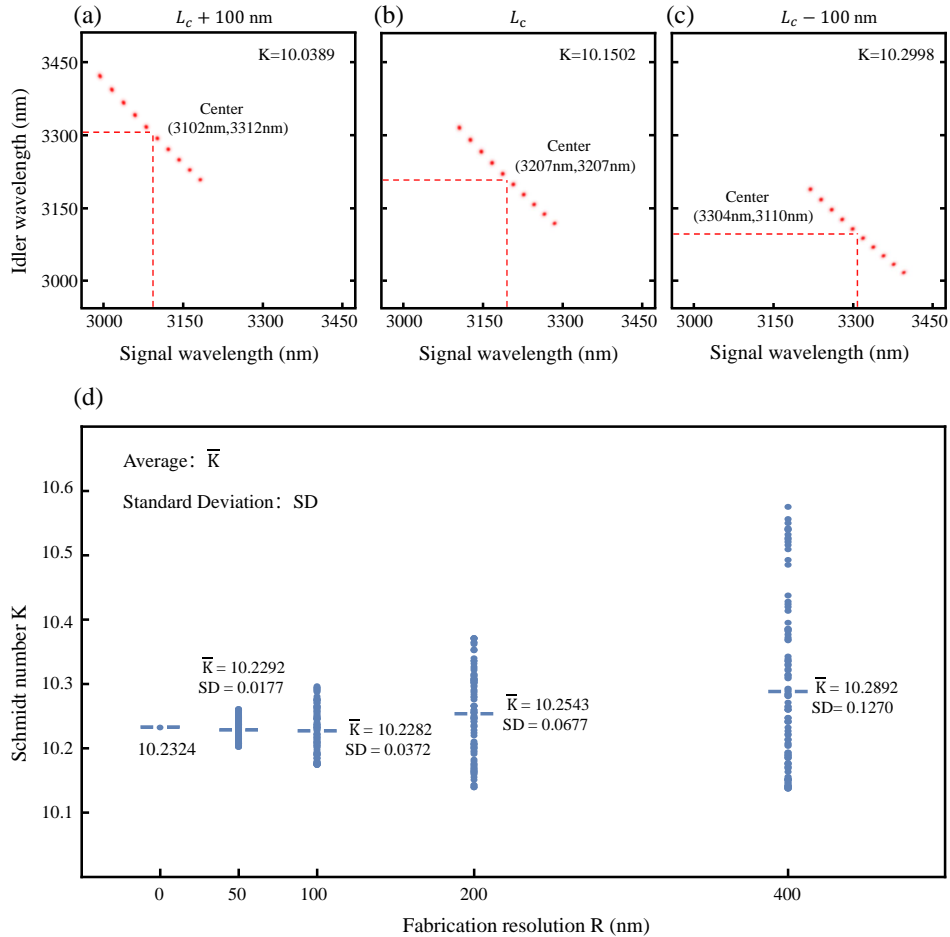 (a)
L_c + 100 nm
K=10.0389
Center
(3102nm,3312nm)
3450
3300
3150
3000
Idler wavelength (nm)
3000 3150 3300 3450
Signal wavelength (nm)
(b)
L_c
K=10.1502
Center
(3207nm,3207nm)
3000 3150 3300 3450
Signal wavelength (nm)
(c)
L_c − 100 nm
K=10.2998
Center
(3304nm,3110nm)
3000 3150 3300 3450
Signal wavelength (nm)
(d)
Average: K̅
Standard Deviation: SD
10.6
10.5
10.4
10.3
10.2
10.1
Schmidt number K
10.2324
K̅ = 10.2292
SD = 0.0177
K̅ = 10.2282
SD = 0.0372
K̅ = 10.2543
SD = 0.0677
K̅ = 10.2892
SD= 0.1270
0 50 100 200 400
Fabrication resolution R (nm)